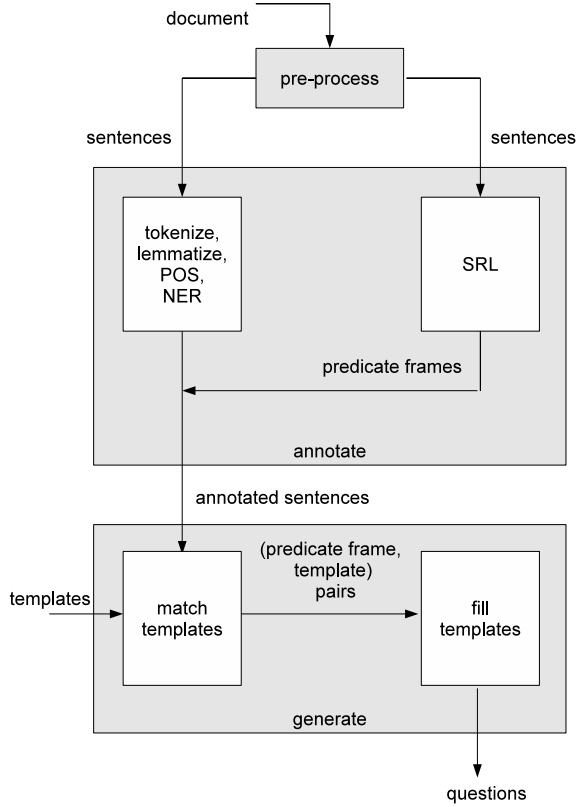 document
pre-process
sentences
sentences
tokenize,
lemmatize,
POS,
NER
SRL
predicate frames
annotate
annotated sentences
(predicate frame,
template)
pairs
templates
match
templates
fill
templates
generate
questions